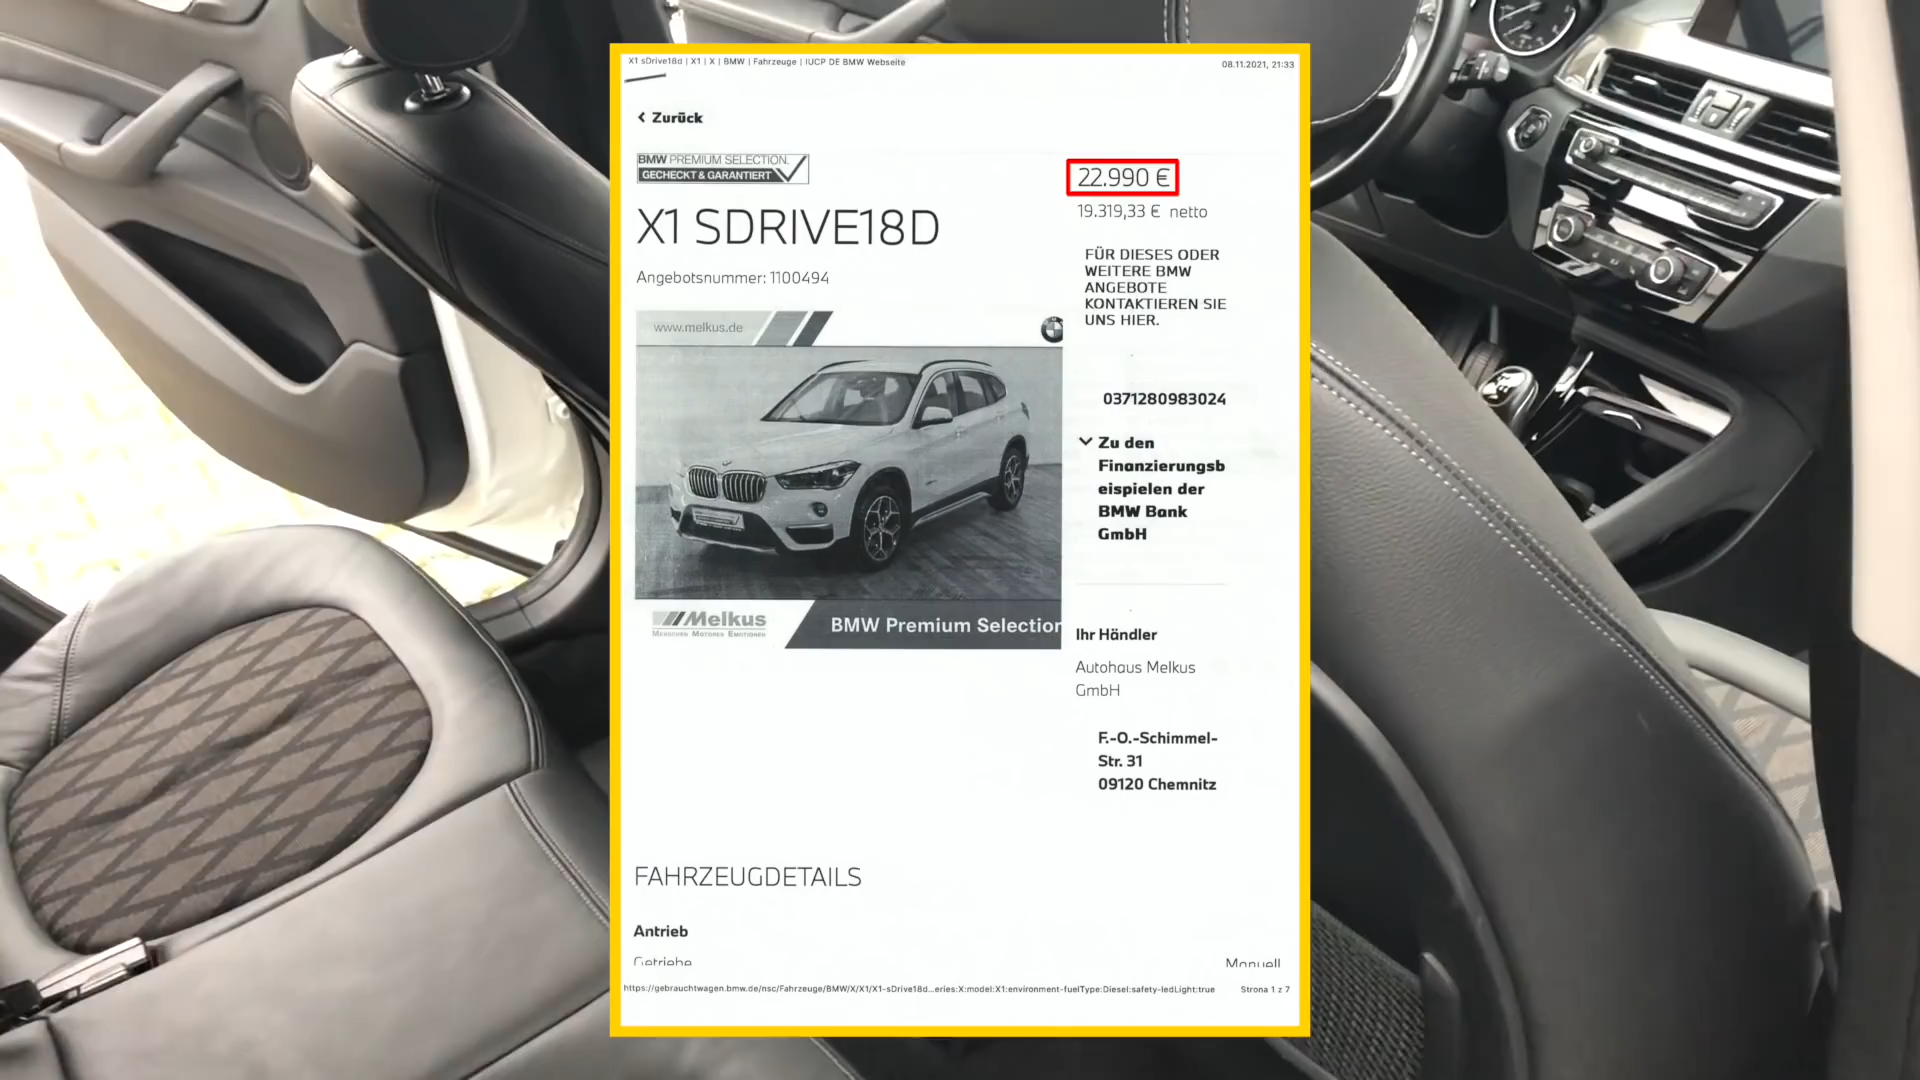 X1 sDrive18d | X1 | X | BMW | Fahrzeuge | IUCP DE BMW Webseite
08.11.2021, 21:33
Zurück
BMW PREMIUM SELECTION.
GECHECKT & GARANTIERT
22.990 €
19.319,33 € netto
X1 SDRIVE18D
Angebotsnummer: 1100494
FÜR DIESES ODER
WEITERE BMW
ANGEBOTE
KONTAKTIEREN SIE
UNS HIER.
www.melkus.de
0371280983024
Zu den
Finanzierungsb
eispielen der
BMW Bank
GmbH
Melkus
Menschen Motoren Emotionen
BMW Premium Selection
Ihr Händler
Autohaus Melkus
GmbH
F.-O.-Schimmel-
Str. 31
09120 Chemnitz
FAHRZEUGDETAILS
Antrieb
Getriebe
Manuell
https://gebrauchtwagen.bmw.de/nsc/Fahrzeuge/BMW/X/X1/X1-sDrive18d...eries:X:model:X1:environment-fuelType:Diesel:safety-ledLight:true
Strona 1 z 7